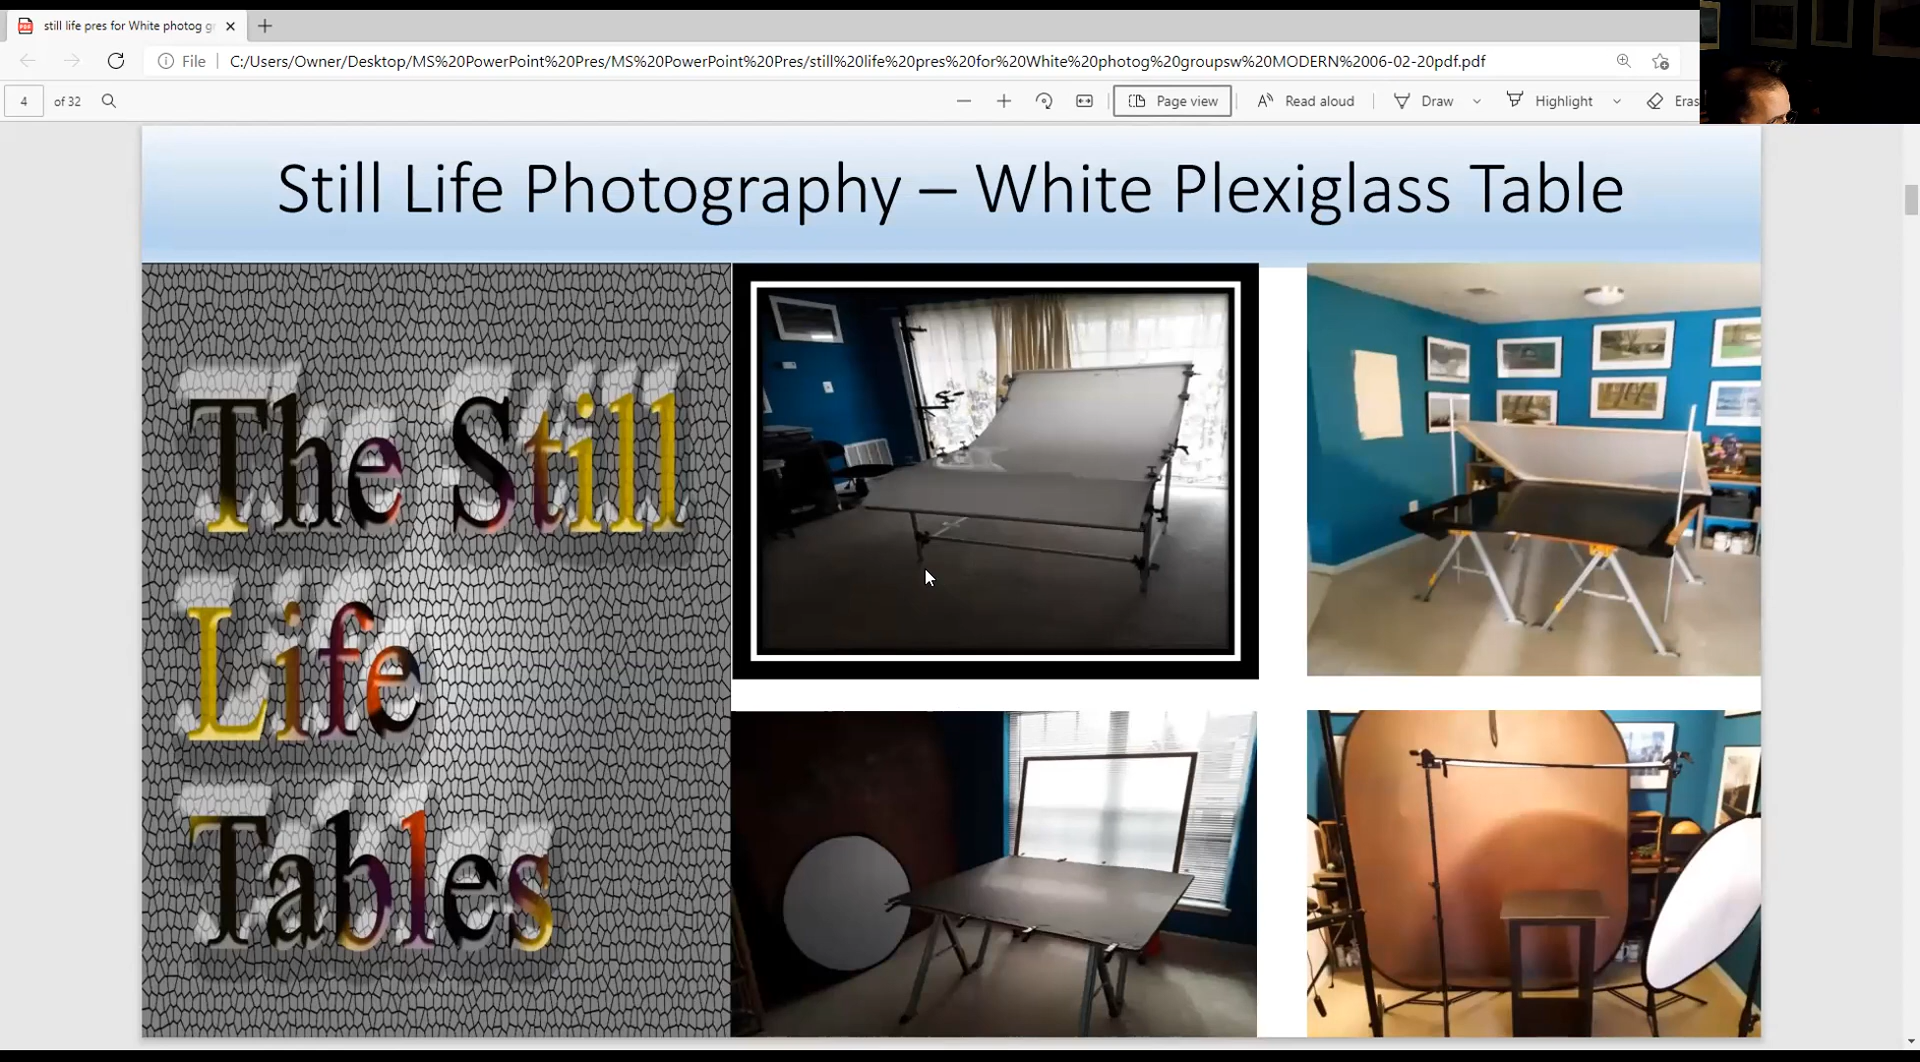 still life pres for White photog gr
File
C:/Users/Owner/Desktop/MS%20PowerPoint%20Pres/MS%20PowerPoint%20Pres/still%20life%20pres%20for%20White%20photog%20groupsw%20MODERN%2006-02-20pdf.pdf
4 of 32
Page view
Read aloud
Draw
Highlight
Eras
Still Life Photography – White Plexiglass Table
The Still
Life
Tables